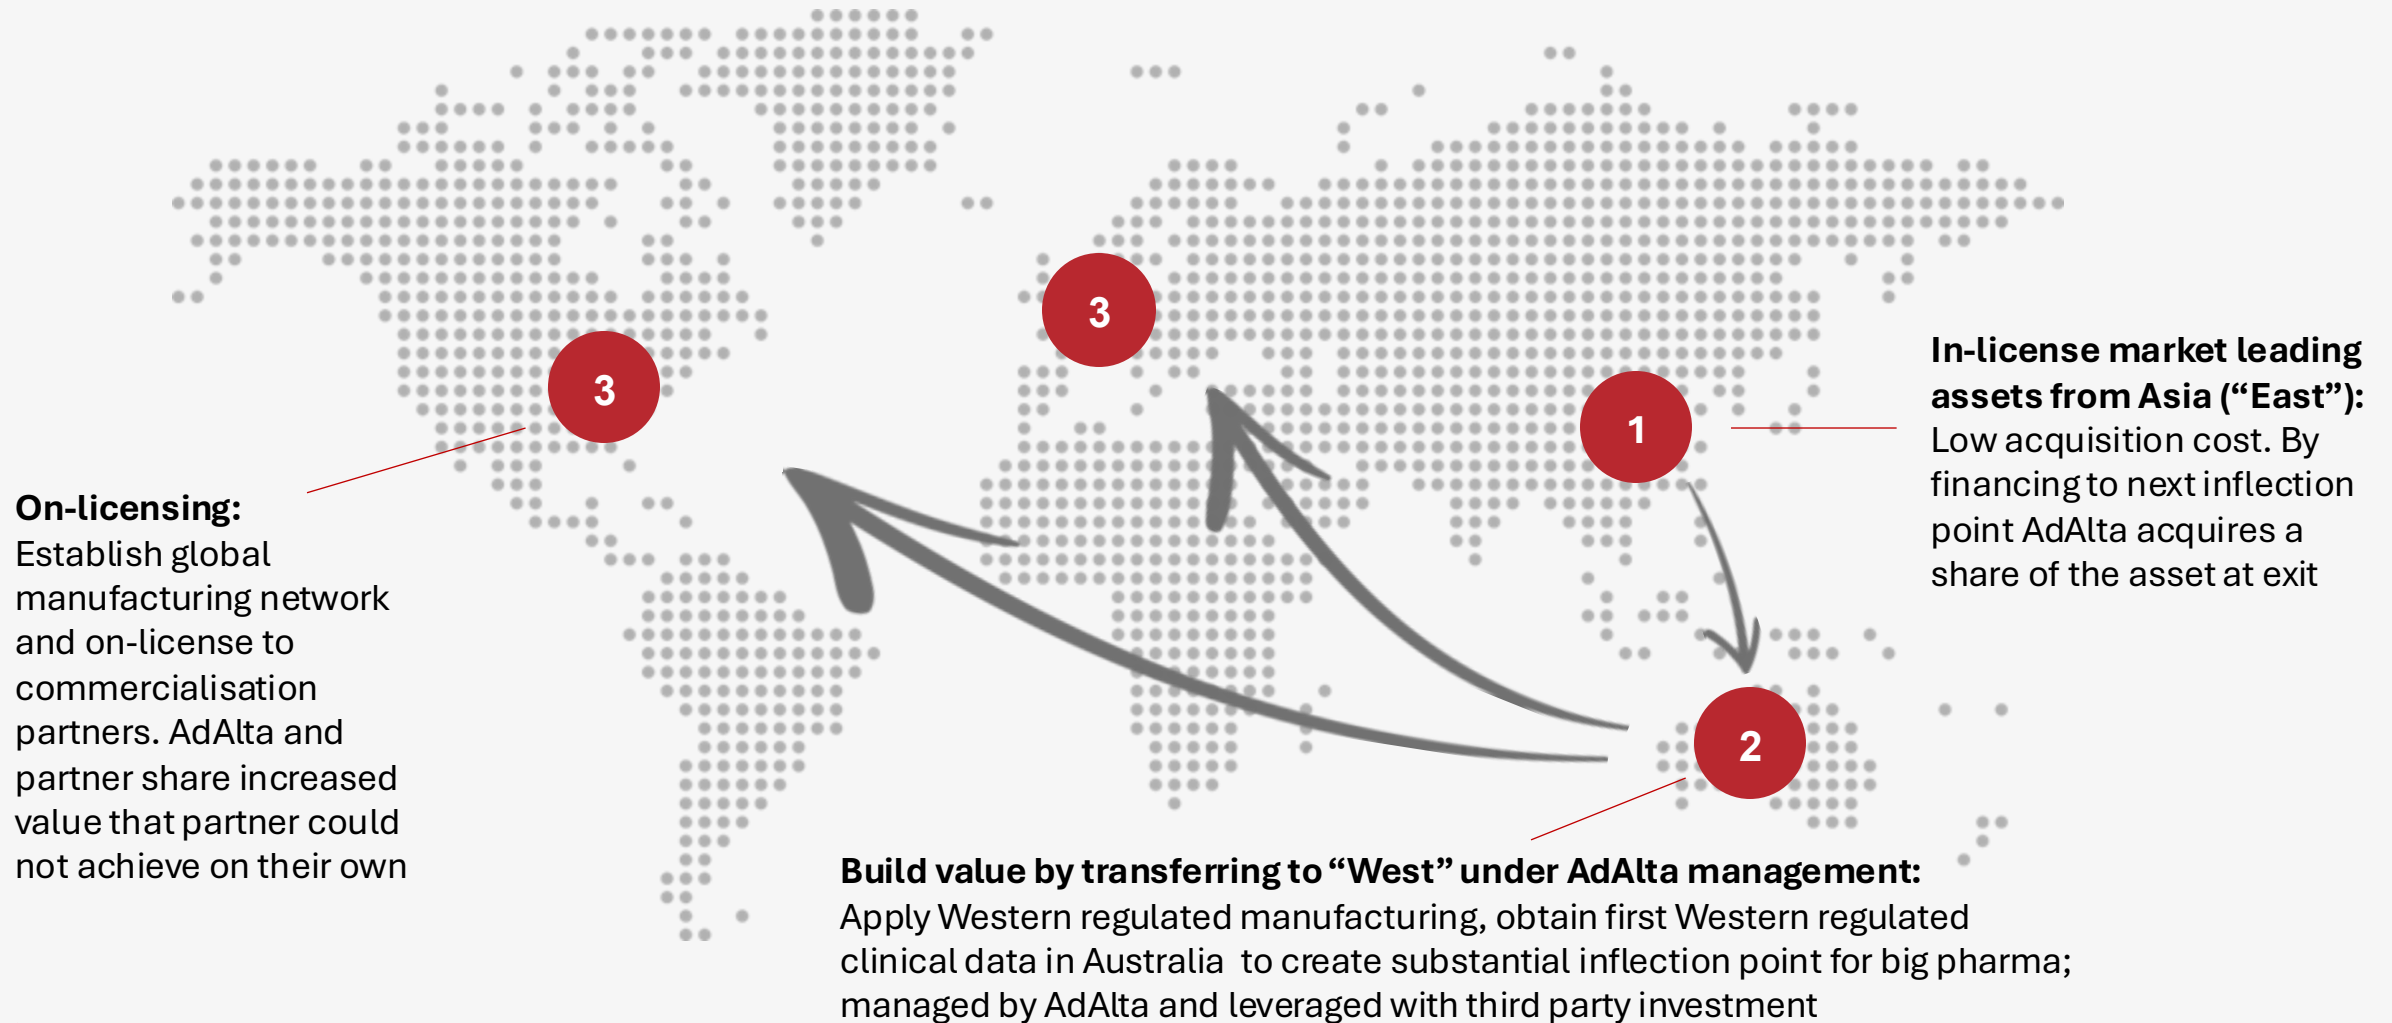 3
3
1
In-license market leading
assets from Asia (“East”):
Low acquisition cost. By
financing to next inflection
point AdAlta acquires a
share of the asset at exit
On-licensing:
Establish global
manufacturing network
and on-license to
commercialisation
partners. AdAlta and
partner share increased
value that partner could
not achieve on their own
2
Build value by transferring to “West” under AdAlta management:
Apply Western regulated manufacturing, obtain first Western regulated
clinical data in Australia  to create substantial inflection point for big pharma;
managed by AdAlta and leveraged with third party investment